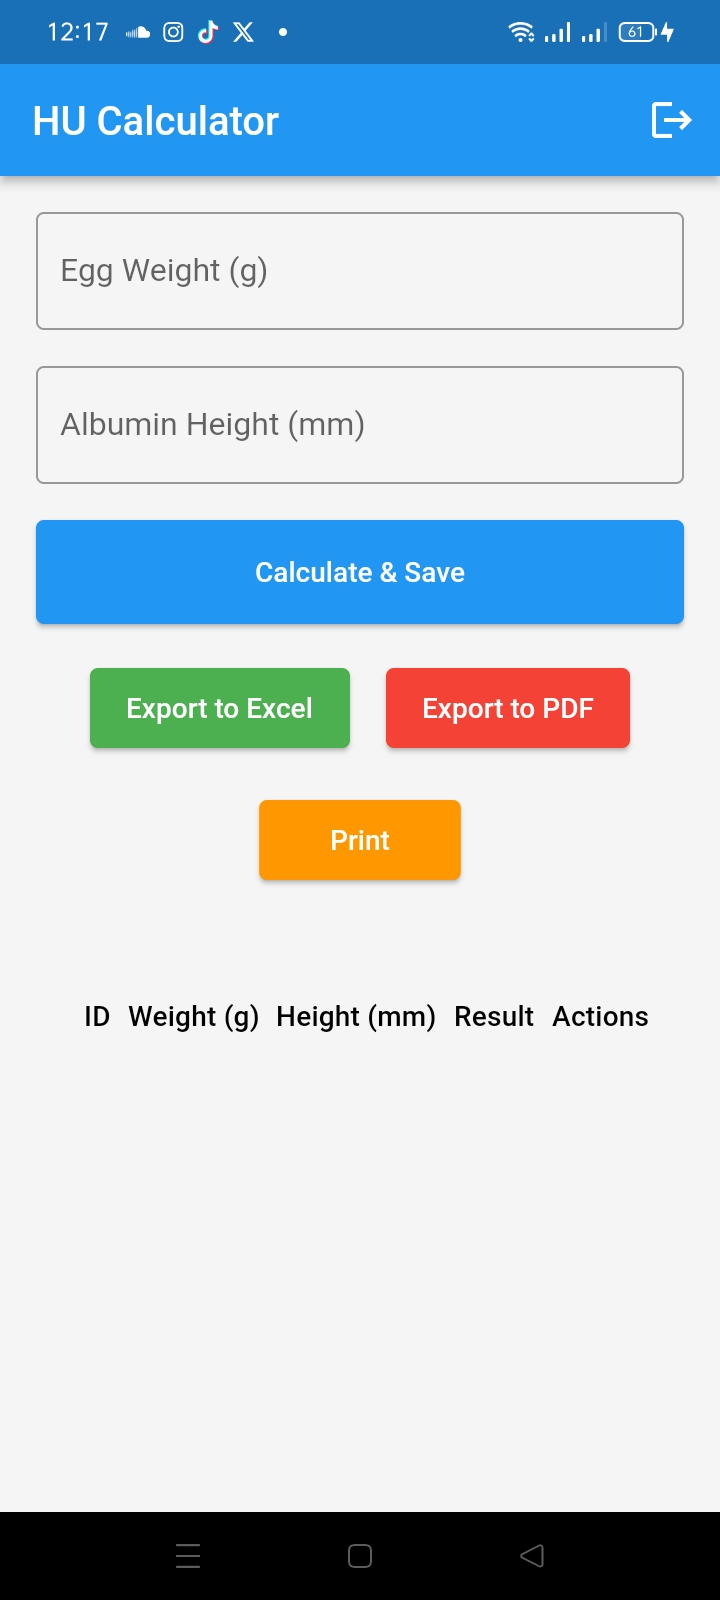 12:17 61
HU Calculator
Egg Weight (g)
Albumin Height (mm)
Calculate & Save
Export to Excel Export to PDF
Print
ID Weight (g) Height (mm) Result Actions